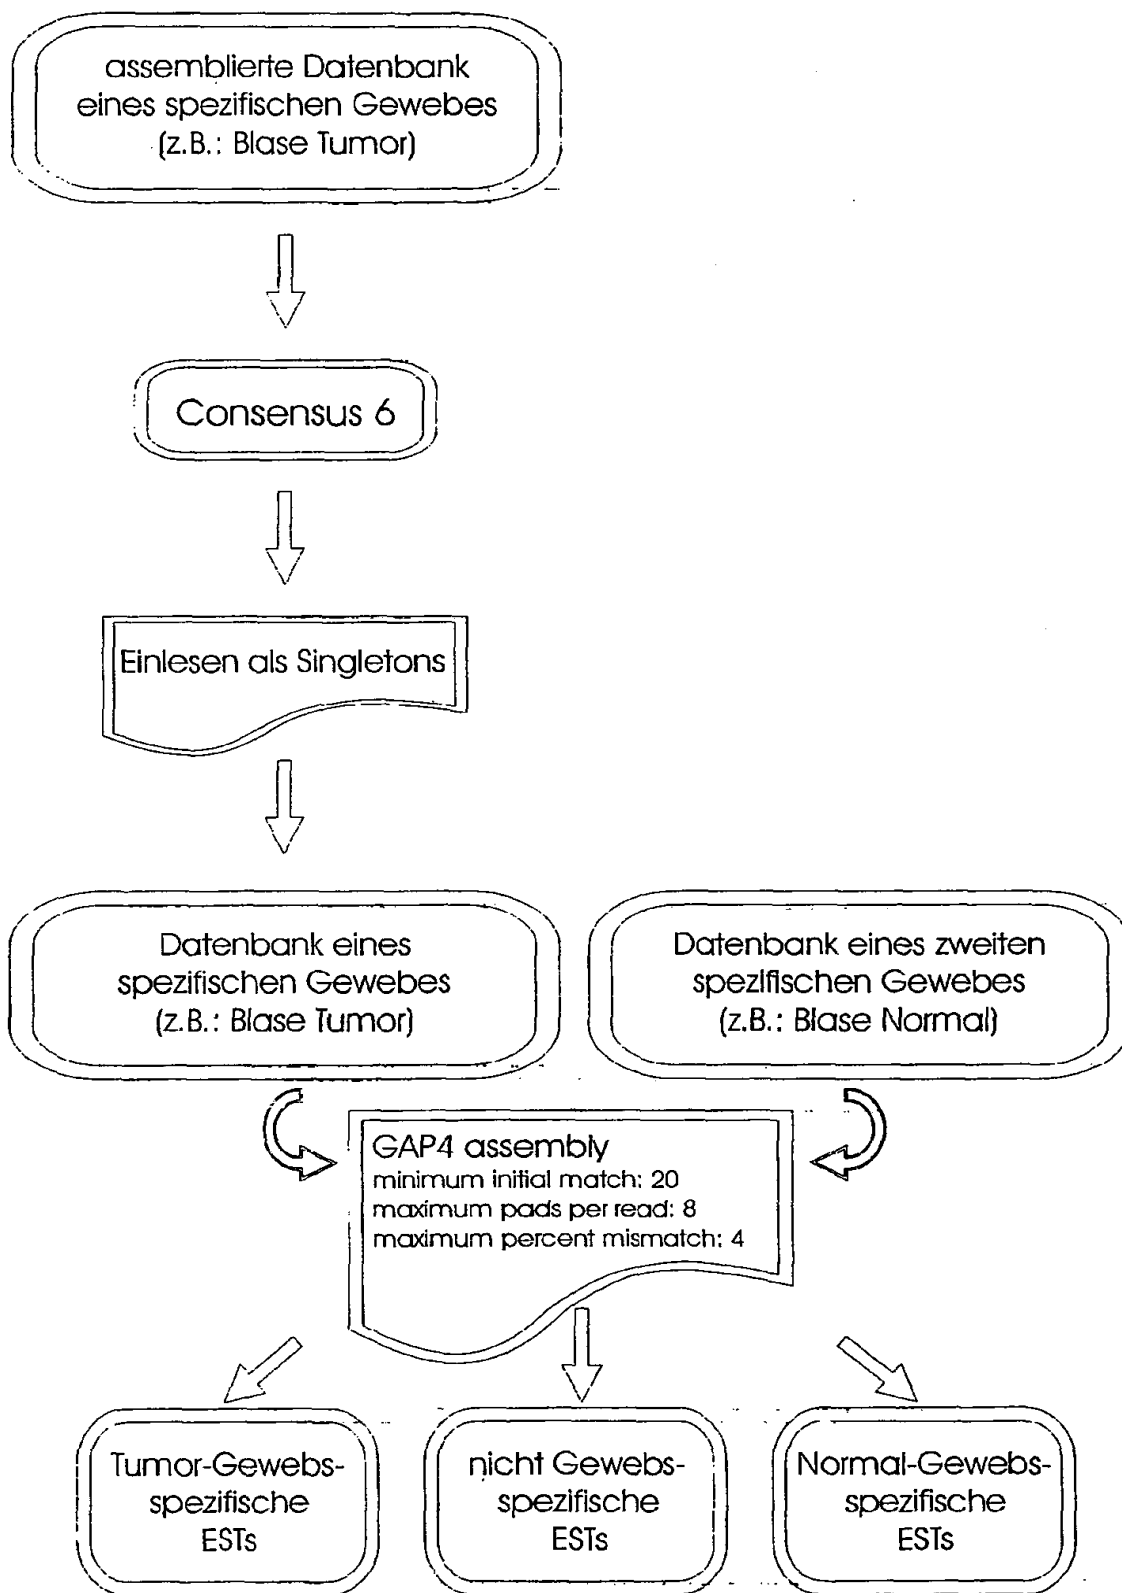 assemblierte Datenbank
eines spezifischen Gewebes
(z.B.: Blase Tumor)
Consensus 6
Einlesen als Singletons
Datenbank eines
spezifischen Gewebes
(z.B.: Blase Tumor)
Datenbank eines zweiten
spezifischen Gewebes
(z.B.: Blase Normal)
GAP4 assembly
minimum initial match: 20
maximum pads per read: 8
maximum percent mismatch: 4
Tumor-Gewebs-
spezifische
ESTs
nicht Gewebs-
spezifische
ESTs
Normal-Gewebs-
spezifische
ESTs